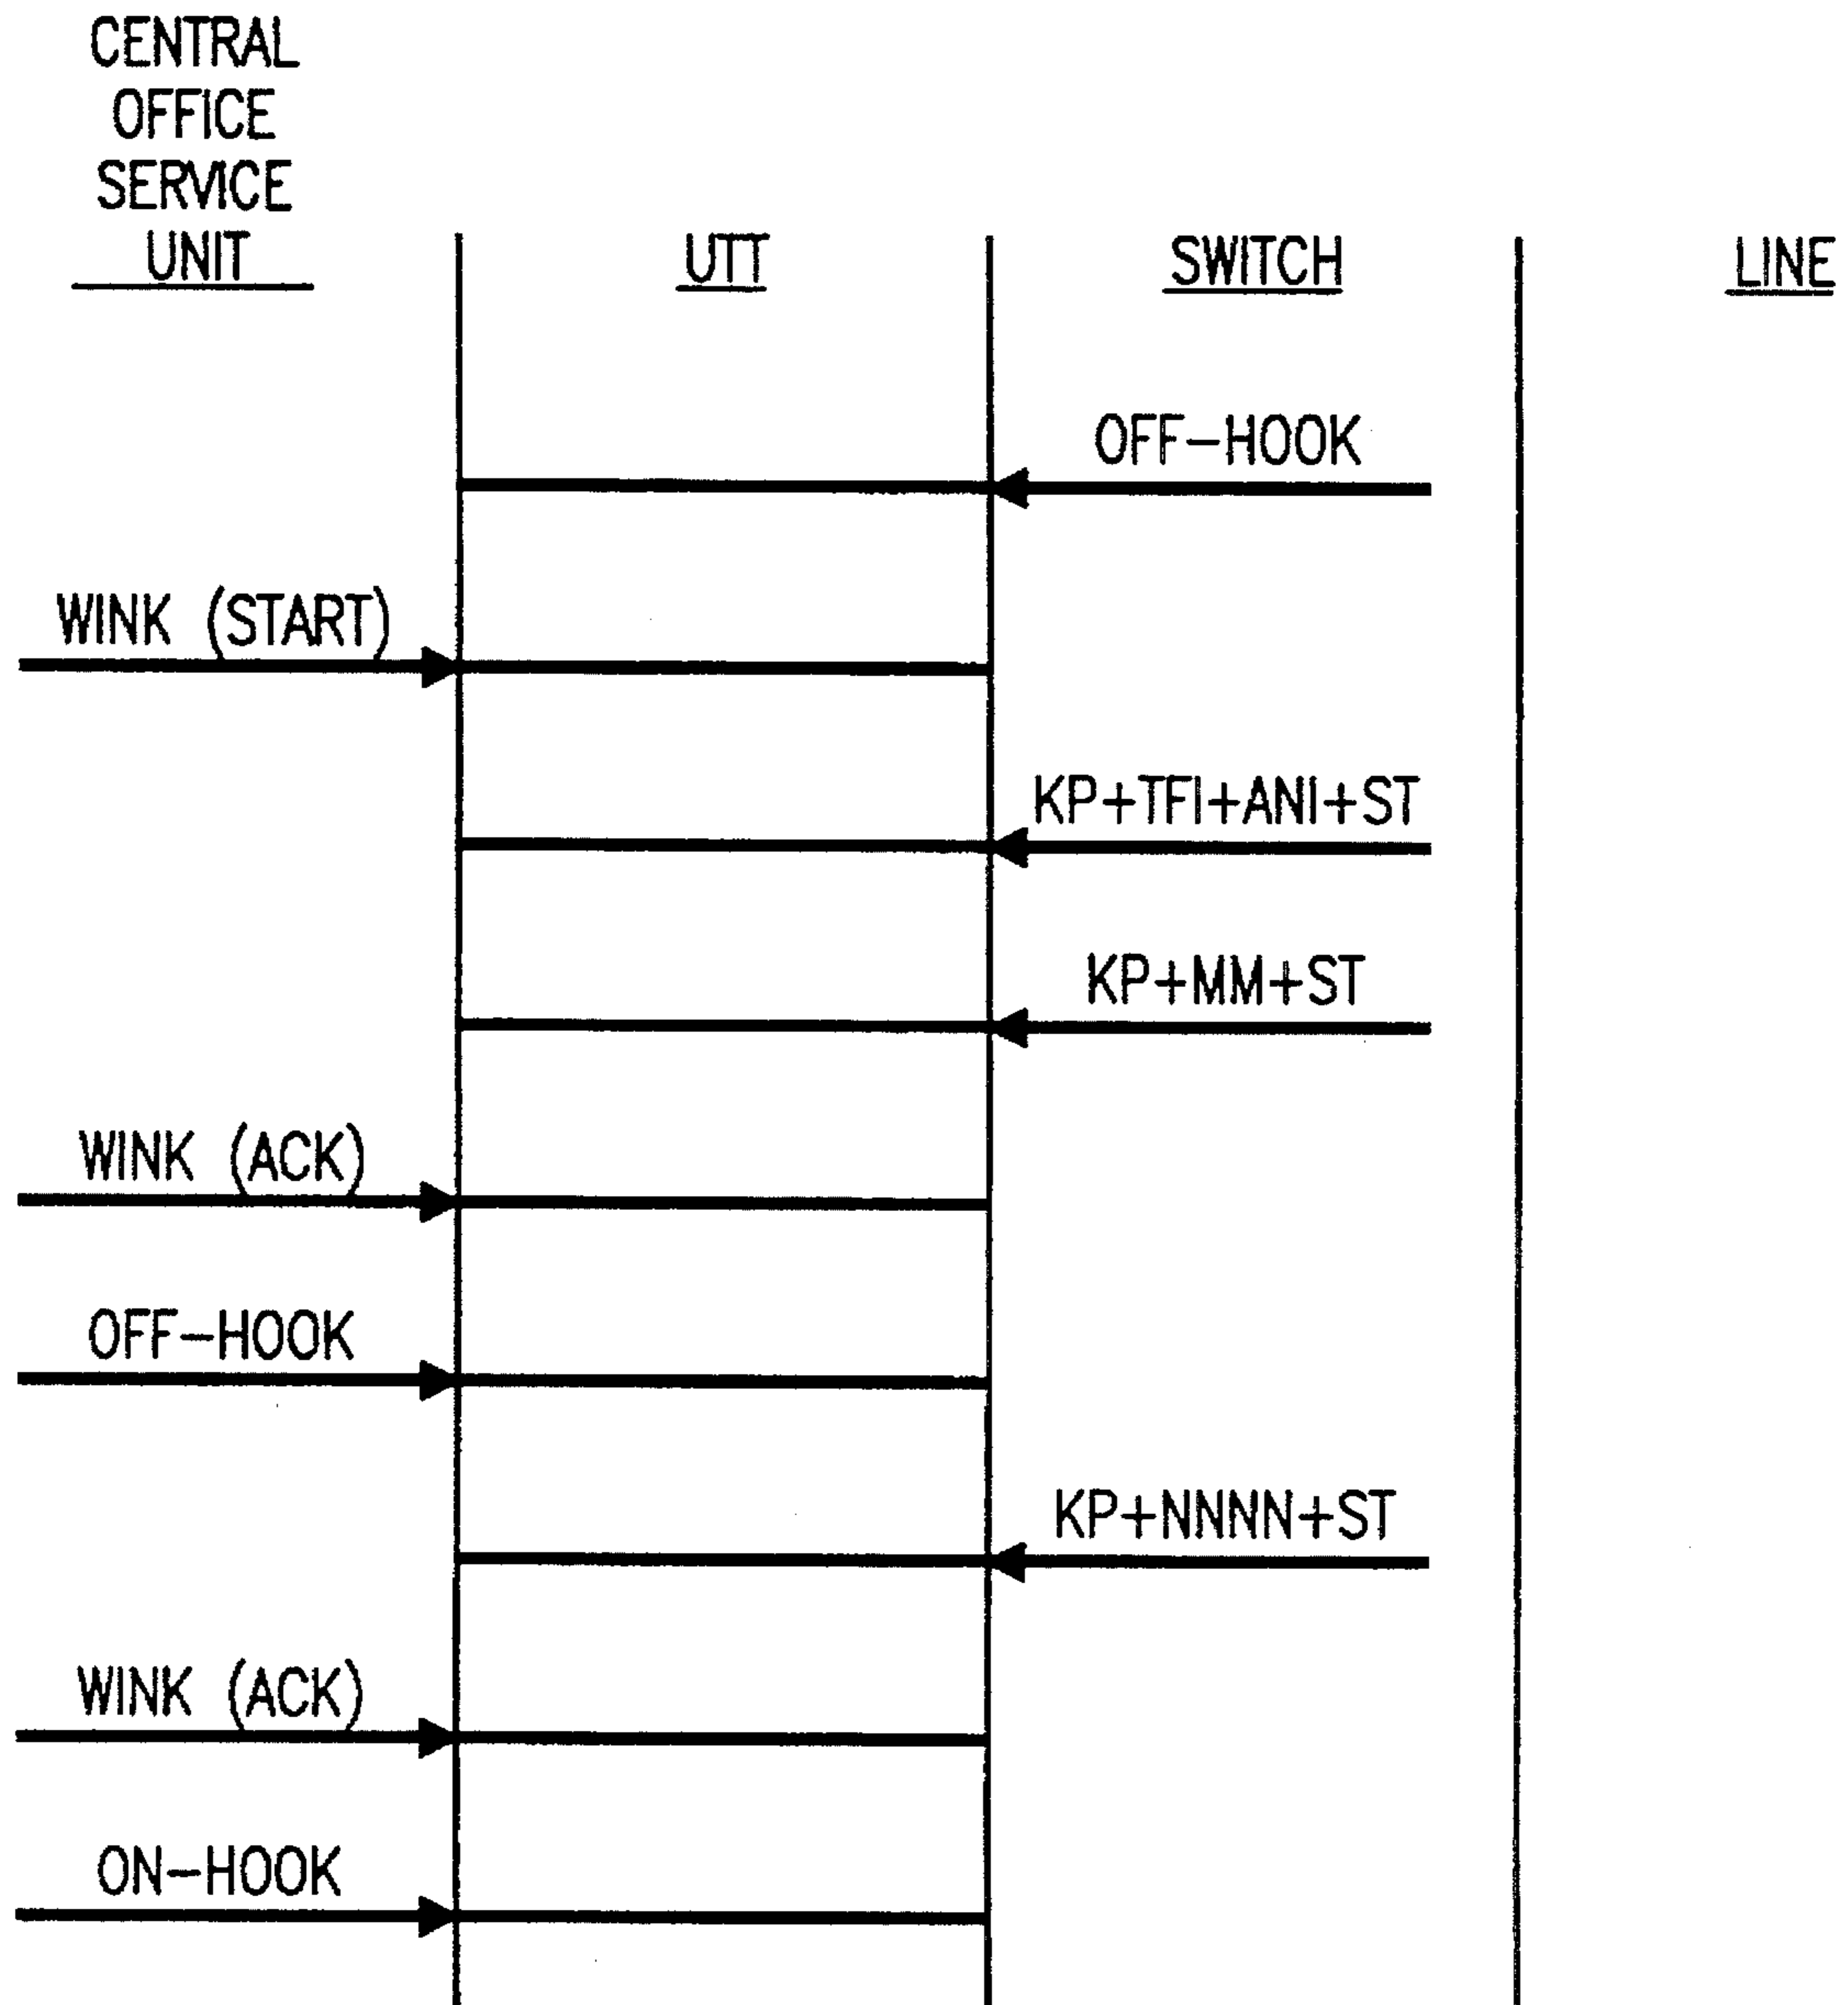 CENTRAL
OFFICE
SERVICE
UNIT
UTT
SWITCH
LINE
OFF-HOOK
WINK (START)
KP+TFI+ANI+ST
KP+MM+ST
WINK (ACK)
OFF-HOOK
KP+NNNN+ST
WINK (ACK)
ON-HOOK